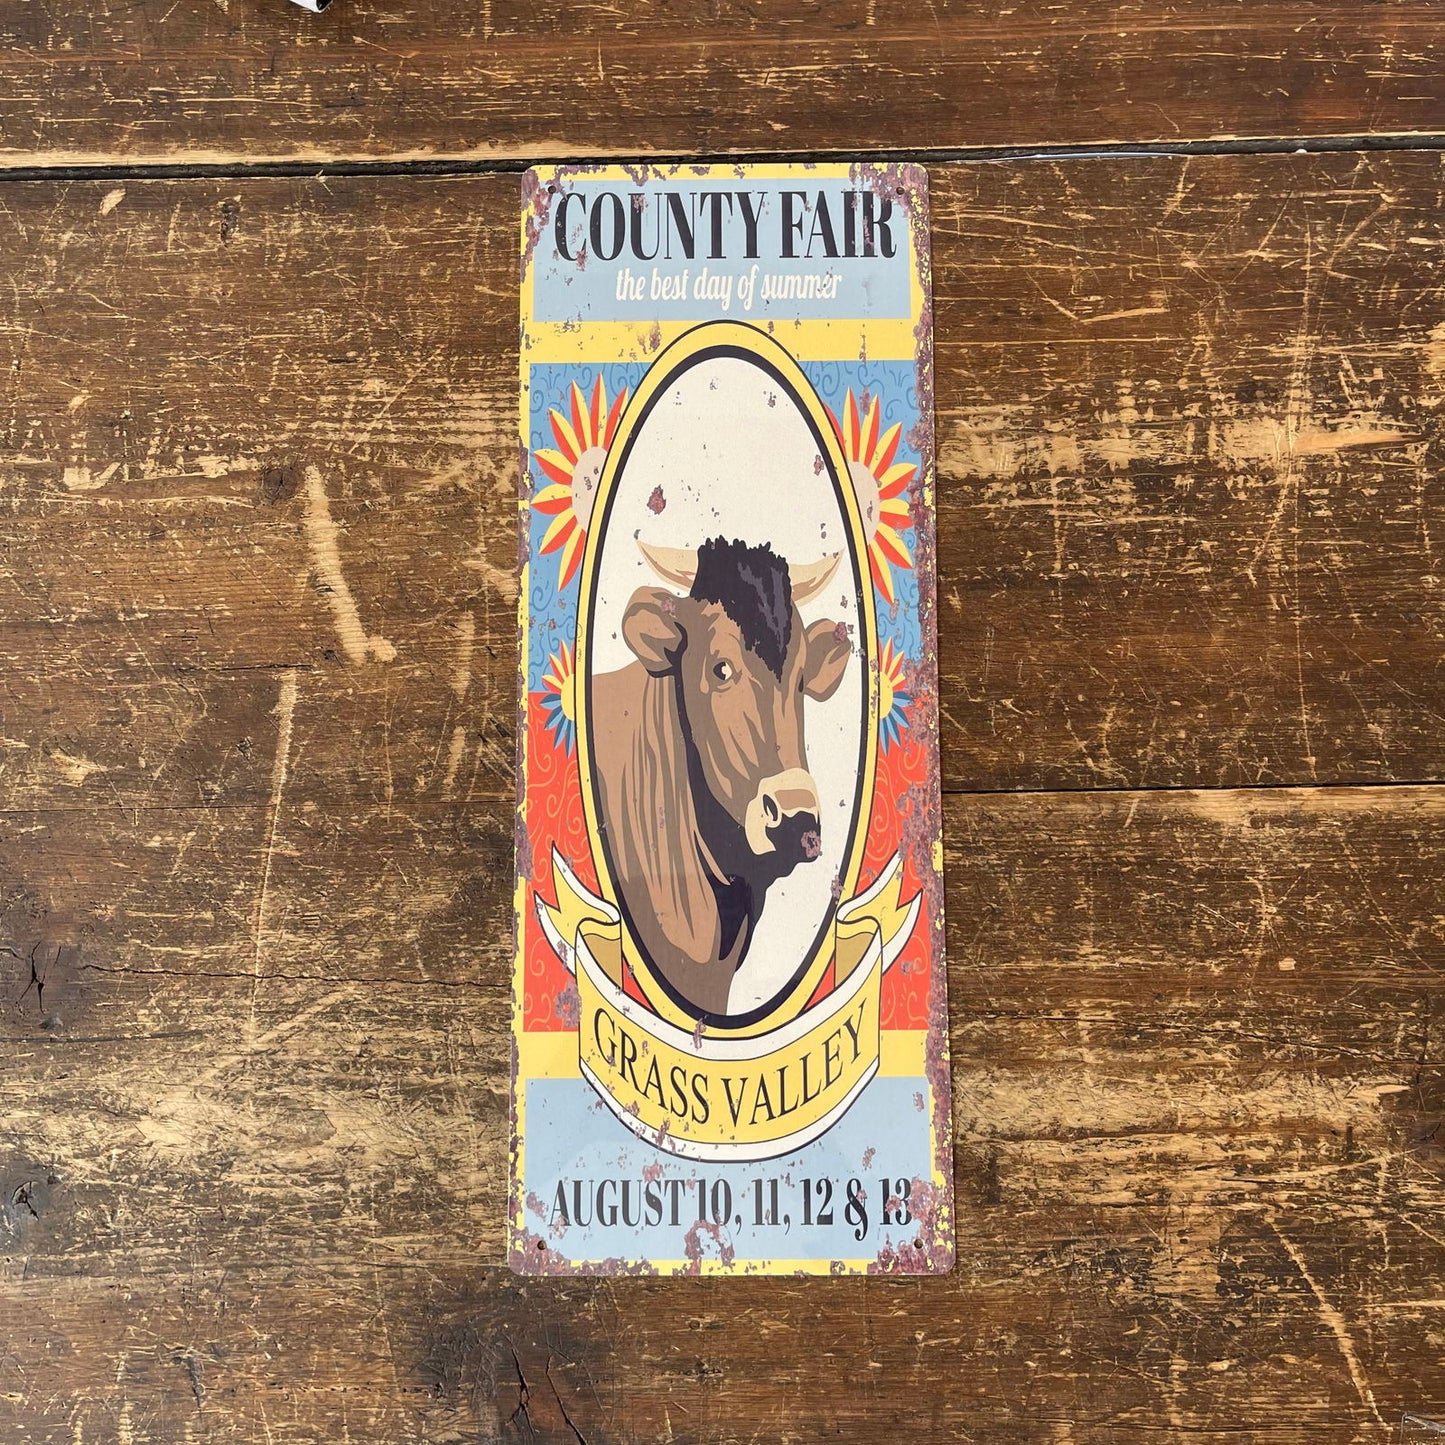 COUNTY FAIR
the best day of summer
GRASS VALLEY
AUGUST 10, 11, 12 & 13